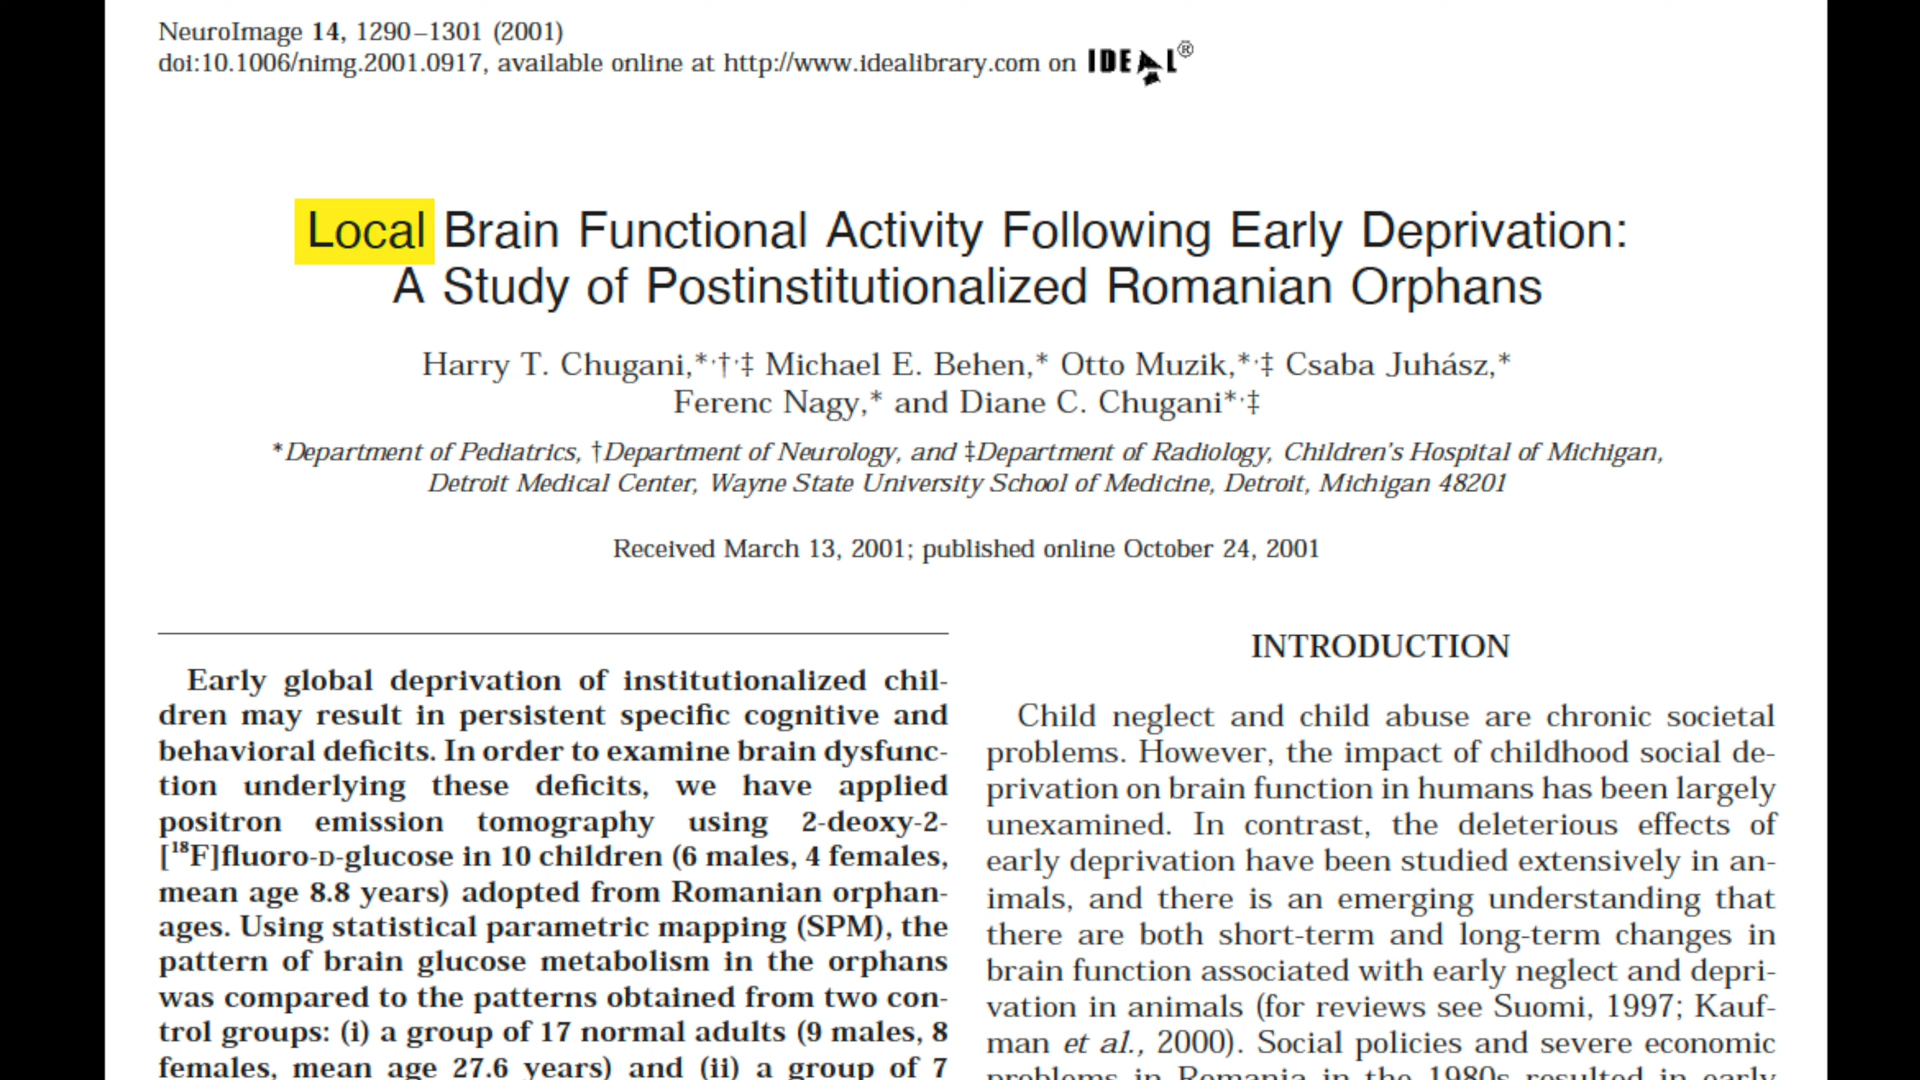 NeuroImage 14, 1290–1301 (2001)
doi:10.1006/nimg.2001.0917, available online at http://www.idealibrary.com on IDEAL®
Local Brain Functional Activity Following Early Deprivation:
A Study of Postinstitutionalized Romanian Orphans
Harry T. Chugani,*,†,‡ Michael E. Behen,* Otto Muzik,*,‡ Csaba Juhász,*
Ferenc Nagy,* and Diane C. Chugani*,‡
*Department of Pediatrics, †Department of Neurology, and ‡Department of Radiology, Children's Hospital of Michigan,
Detroit Medical Center, Wayne State University School of Medicine, Detroit, Michigan 48201
Received March 13, 2001; published online October 24, 2001
Early global deprivation of institutionalized chil-
dren may result in persistent specific cognitive and
behavioral deficits. In order to examine brain dysfunc-
tion underlying these deficits, we have applied
positron emission tomography using 2-deoxy-2-
[¹⁸F]fluoro-D-glucose in 10 children (6 males, 4 females,
mean age 8.8 years) adopted from Romanian orphan-
ages. Using statistical parametric mapping (SPM), the
pattern of brain glucose metabolism in the orphans
was compared to the patterns obtained from two con-
trol groups: (i) a group of 17 normal adults (9 males, 8
females, mean age 27.6 years) and (ii) a group of 7
INTRODUCTION
Child neglect and child abuse are chronic societal
problems. However, the impact of childhood social de-
privation on brain function in humans has been largely
unexamined. In contrast, the deleterious effects of
early deprivation have been studied extensively in an-
imals, and there is an emerging understanding that
there are both short-term and long-term changes in
brain function associated with early neglect and depri-
vation in animals (for reviews see Suomi, 1997; Kauf-
man et al., 2000). Social policies and severe economic
problems in Romania in the 1980s resulted in early